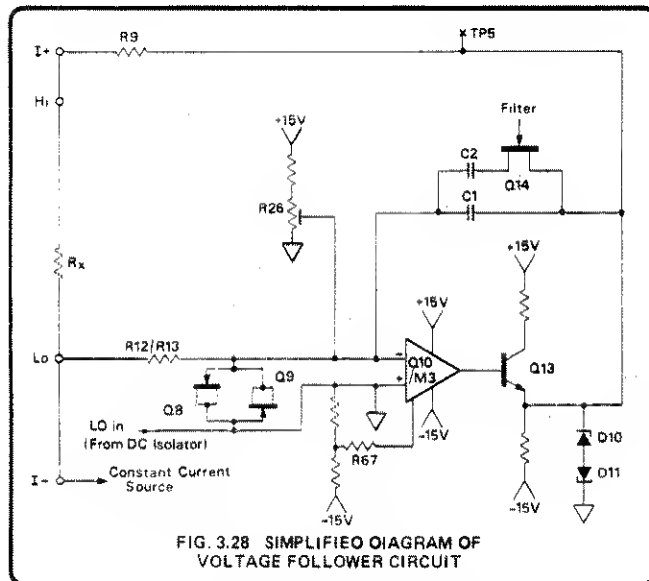 R9
TP5
I+
Hi
Filter
+15V
C2
Q14
C1
R26
+15V
Rx
+15V
R12/R13
Lo
–
Q10
/M3
+
Q13
Q9
Q8
LO in
(From DC Isolator)
R67
–15V
D10
D11
I+
Constant Current
Source
–15V
–15V
FIG. 3.28 SIMPLIFIEO OIAGRAM OF
VOLTAGE FOLLOWER CIRCUIT